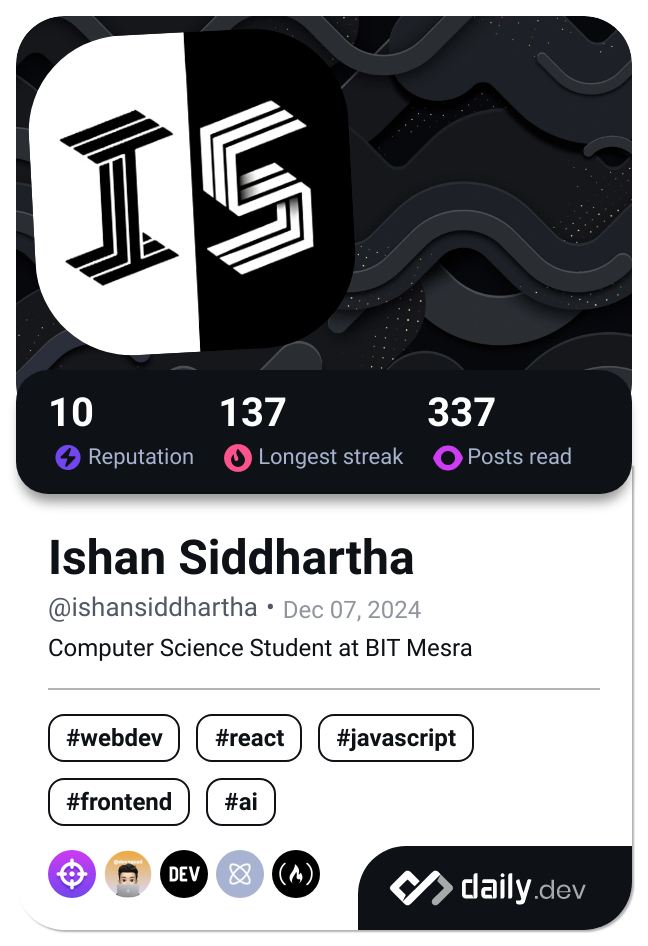 IS
10 137 337
Reputation Longest streak Posts read
Ishan Siddhartha
@ishansiddhartha • Dec 07, 2024
Computer Science Student at BIT Mesra
#webdev #react #javascript
#frontend #ai
DEV
daily.dev